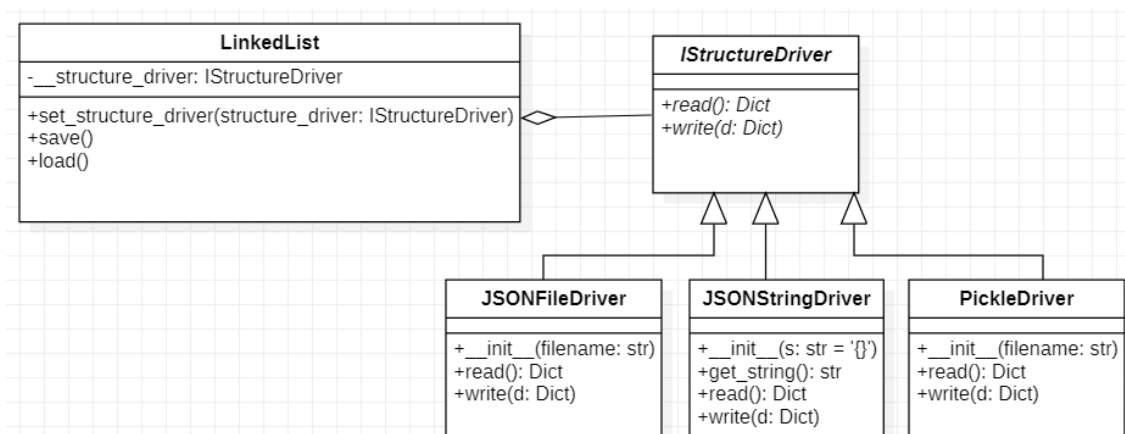 LinkedList
-__structure_driver: IStructureDriver
+set_structure_driver(structure_driver: IStructureDriver)
+save()
+load()
IStructureDriver
+read(): Dict
+write(d: Dict)
JSONFileDriver
+__init__(filename: str)
+read(): Dict
+write(d: Dict)
JSONStringDriver
+__init__(s: str = '{}')
+get_string(): str
+read(): Dict
+write(d: Dict)
PickleDriver
+__init__(filename: str)
+read(): Dict
+write(d: Dict)